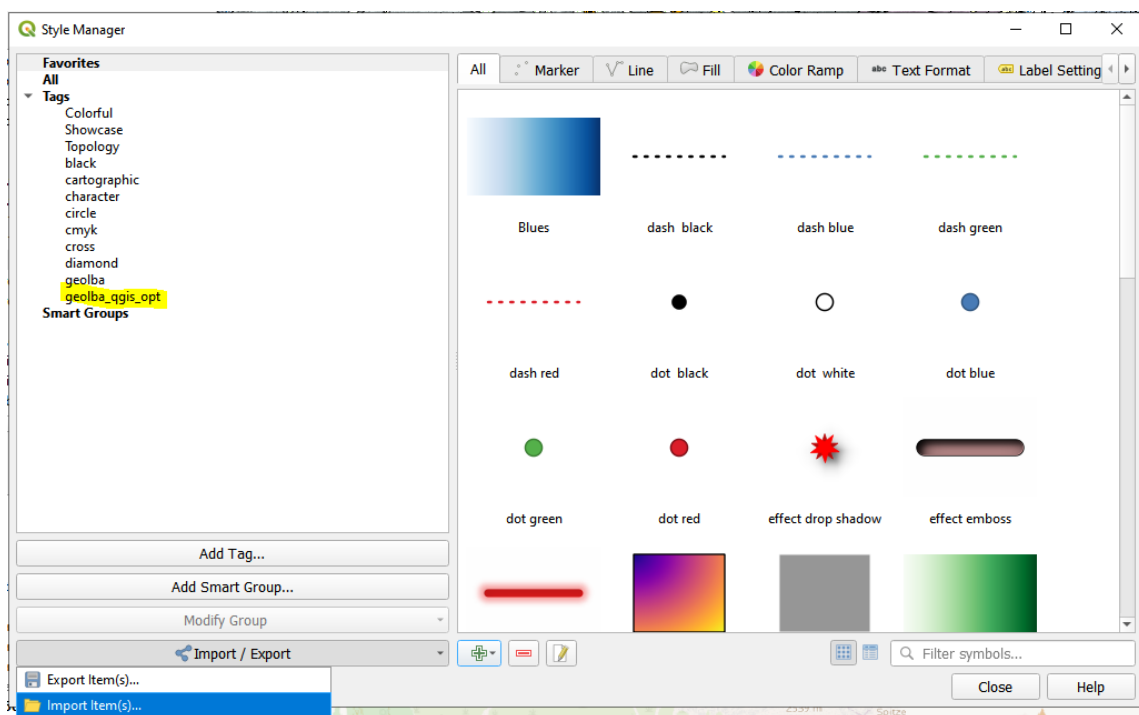 Style Manager
Favorites
All
Tags
Colorful
Showcase
Topology
black
cartographic
character
circle
cmyk
cross
diamond
geolba
geolba_qgis_opt
Smart Groups
Add Tag...
Add Smart Group...
Modify Group
Import / Export
Export Item(s)...
Import Item(s)...
All
Marker
Line
Fill
Color Ramp
abc Text Format
abc Label Setting
Blues
dash black
dash blue
dash green
dash red
dot black
dot white
dot blue
dot green
dot red
effect drop shadow
effect emboss
Filter symbols...
Close
Help
Spitze